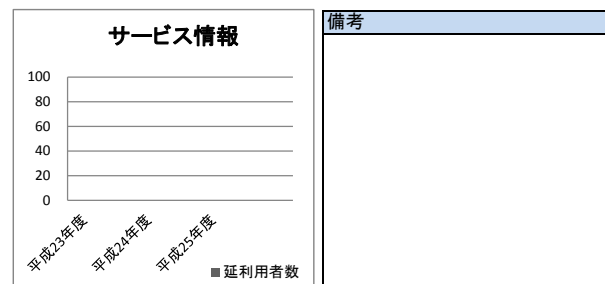 サービス情報
100
80
60
40
20
0
平成23年度
平成24年度
平成25年度
■延利用者数
備考